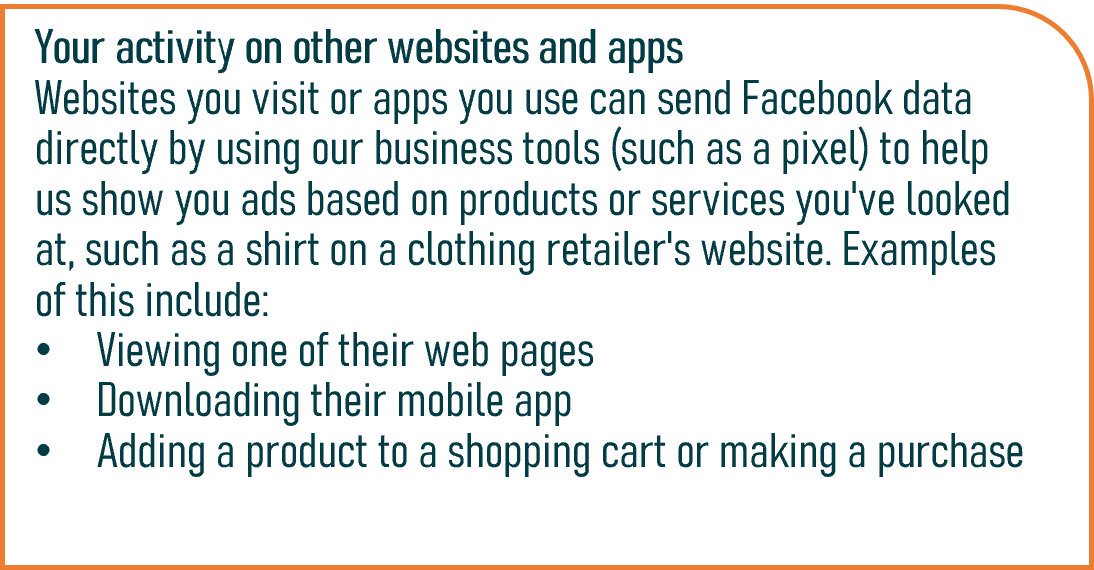 Your activity on other websites and apps
Websites you visit or apps you use can send Facebook data
directly by using our business tools (such as a pixel) to help
us show you ads based on products or services you've looked
at, such as a shirt on a clothing retailer's website. Examples
of this include:
• Viewing one of their web pages
• Downloading their mobile app
• Adding a product to a shopping cart or making a purchase